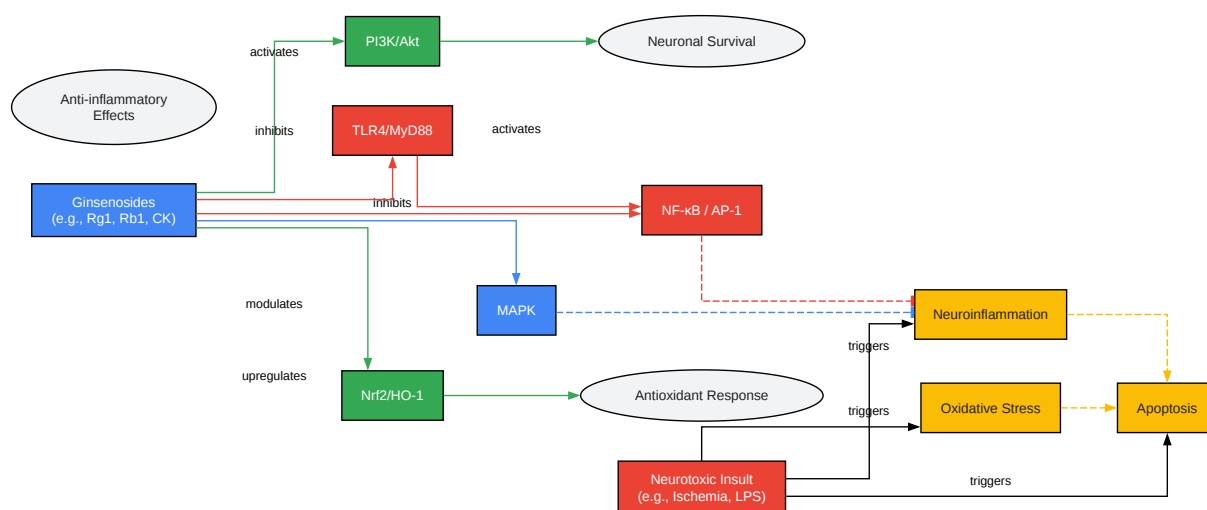 PI3K/Akt
Neuronal Survival
activates
Anti-inflammatory
Effects
TLR4/MyD88
inhibits
activates
Ginsenosides
(e.g., Rg1, Rb1, CK)
inhibits
NF-κB / AP-1
modulates
MAPK
Neuroinflammation
triggers
upregulates
Nrf2/HO-1
Antioxidant Response
triggers
Oxidative Stress
Apoptosis
Neurotoxic Insult
(e.g., Ischemia, LPS)
triggers